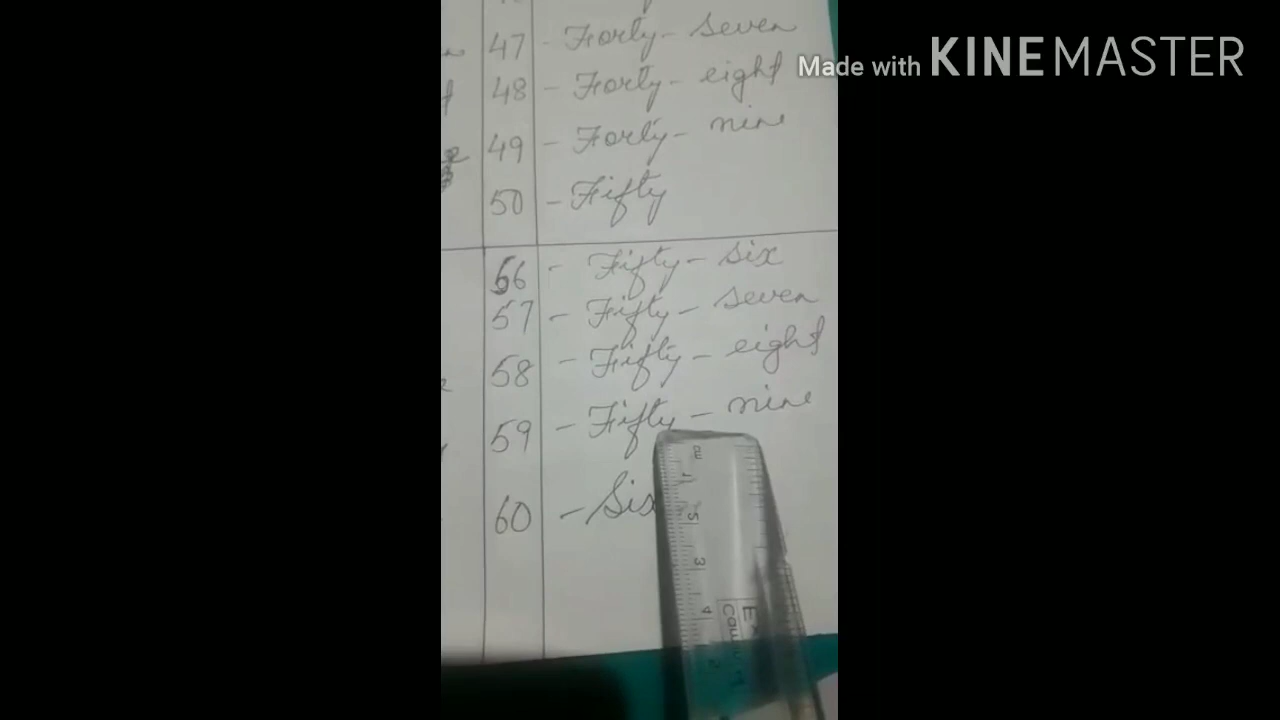 Made with KINEMASTER
47 - Forty - seven
48 - Forty - eight
49 - Forty - nine
50 - Fifty
56 - Fifty - six
57 - Fifty - seven
58 - Fifty - eight
59 - Fifty - nine
60 - Six